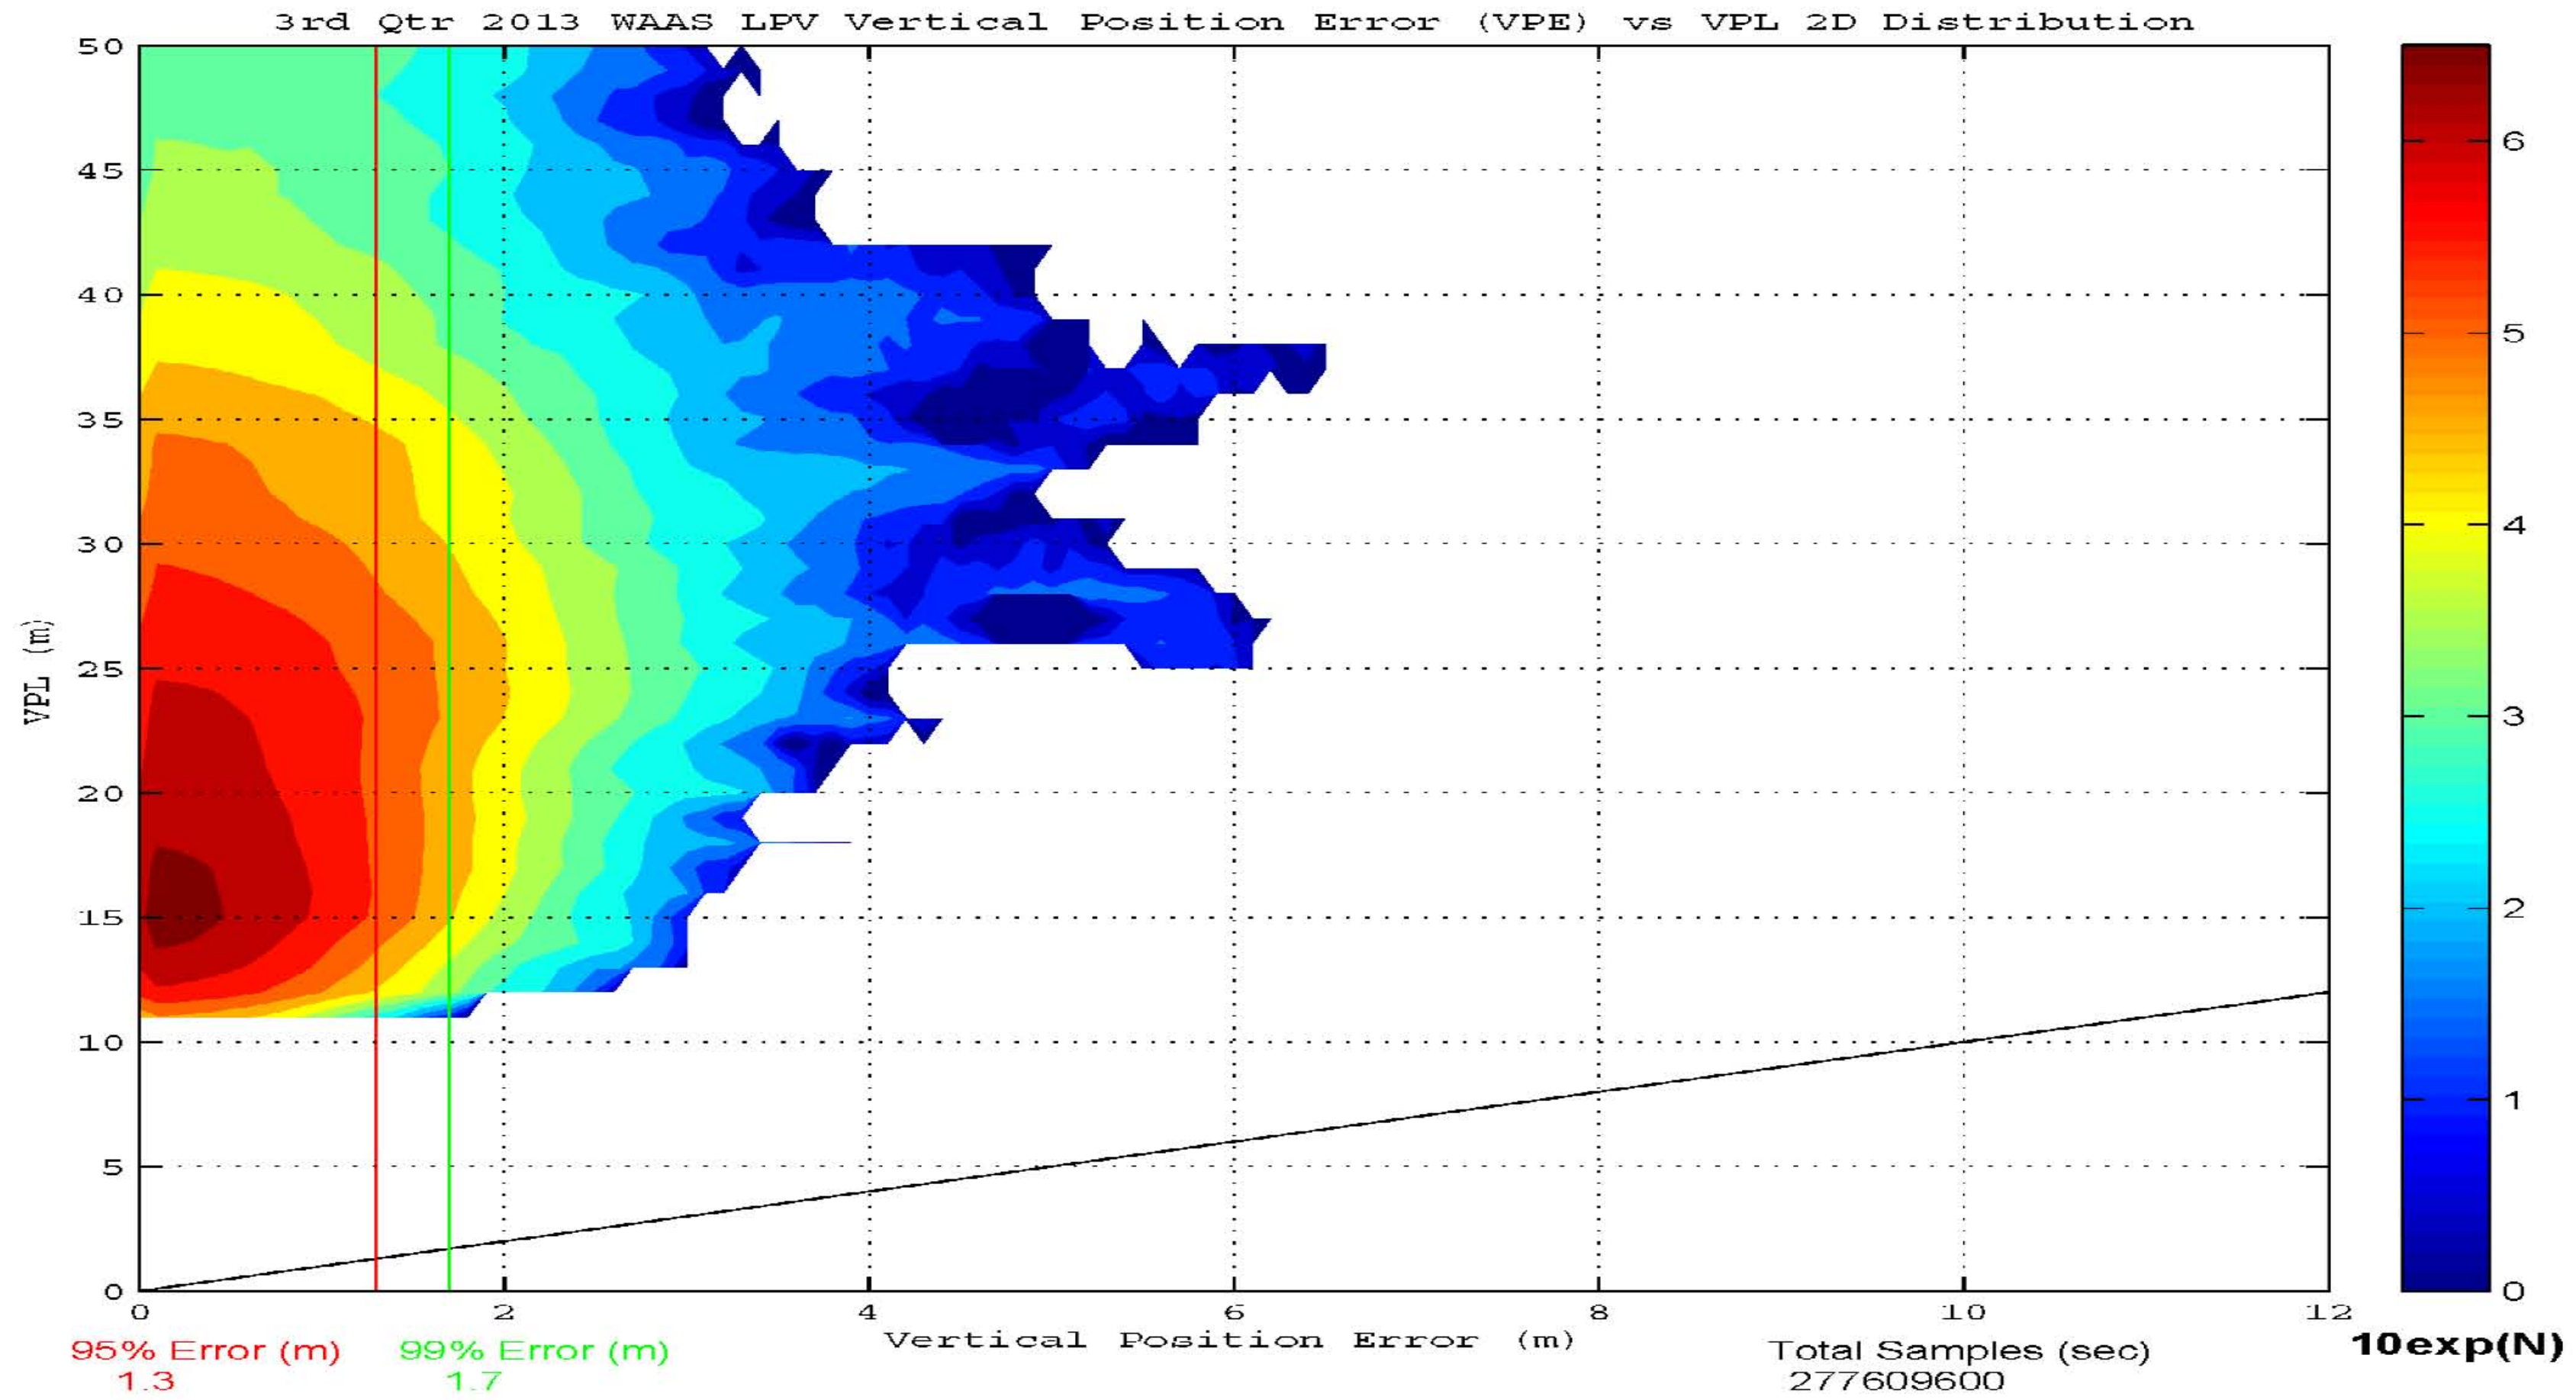 3rd Qtr 2013 WAAS LPV Vertical Position Error (VPE) vs VPL 2D Distribution
50
45
40
35
30
25
20
15
10
5
0
VPL (m)
0 2 4 6 8 10 12
Vertical Position Error (m)
6
5
4
3
2
1
0
10exp(N)
95% Error (m)
1.3
99% Error (m)
1.7
Total Samples (sec)
277609600